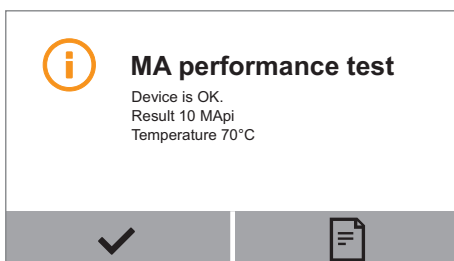 MA performance test
Device is OK.
Result 10 MApi
Temperature 70°C